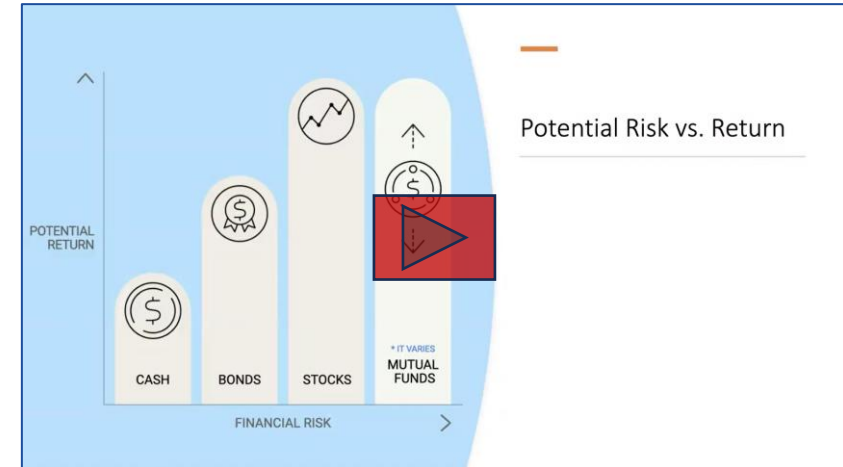 Potential Risk vs. Return
POTENTIAL
RETURN
$
$
$
* IT VARIES
CASH
BONDS
STOCKS
MUTUAL
FUNDS
FINANCIAL RISK